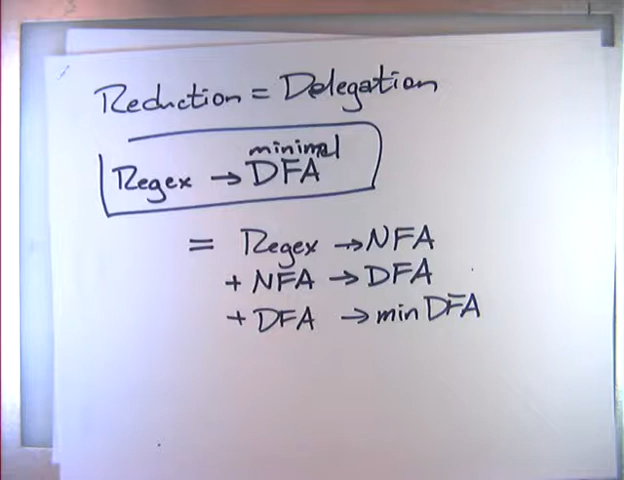 Reduction = Delegation
minimal
Regex → DFA
= Regex → NFA
+ NFA → DFA
+ DFA → min DFA